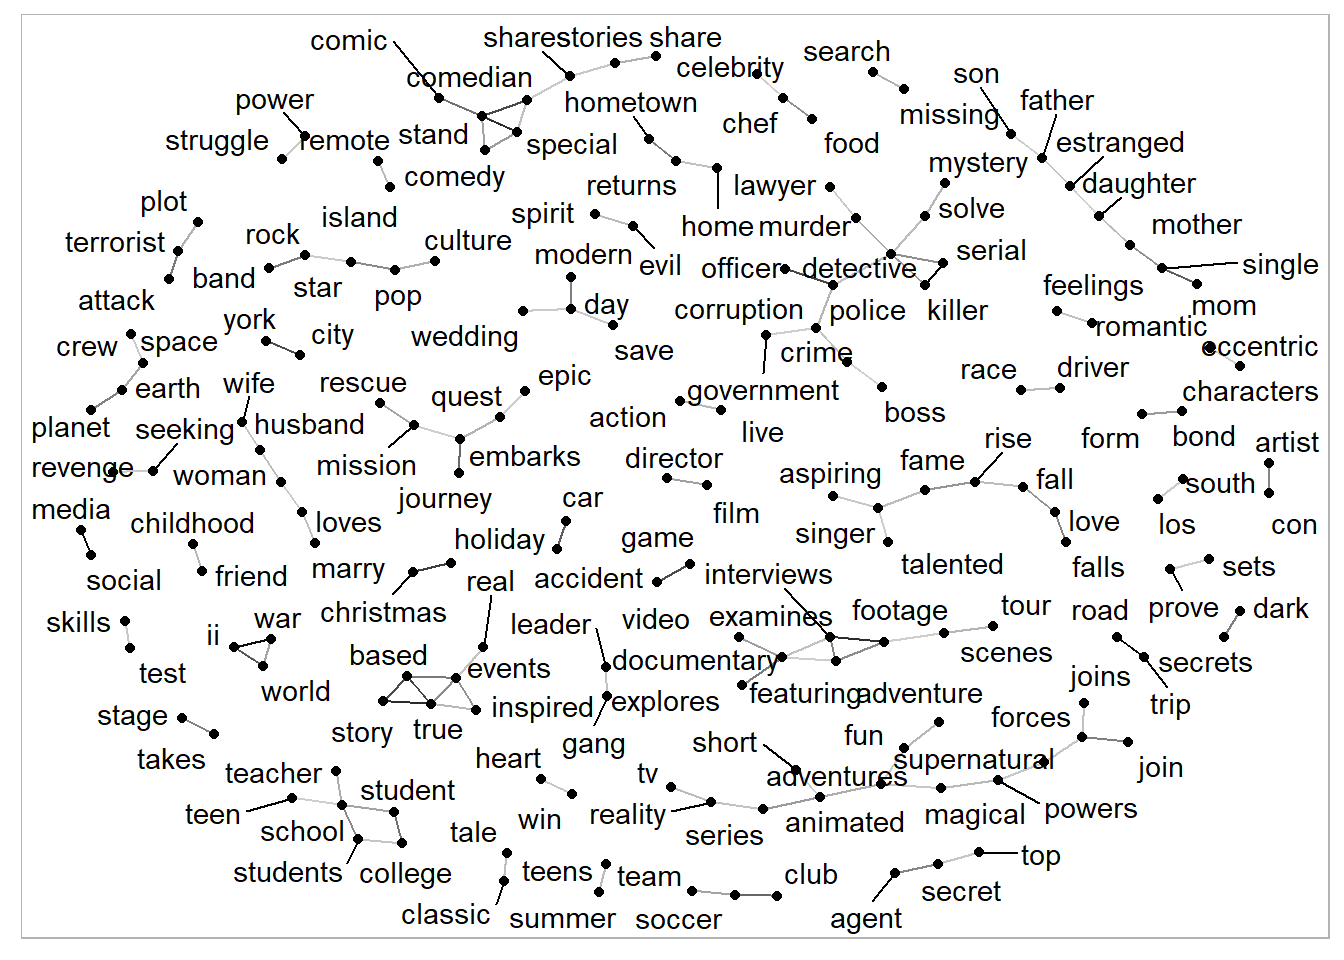 comic
shares
stories
share
search
comedian
celebrity
son
power
hometown
father
struggle
remote
stand
special
chef
food
missing
estranged
comedy
returns
lawyer
mystery
daughter
plot
island
spirit
home
murder
solve
mother
terrorist
rock
culture
modern
evil
officer
detective
serial
single
attack
band
star
pop
day
corruption
police
killer
feelings
mom
crew
space
york
city
wedding
save
crime
romantic
eccentric
earth
wife
rescue
quest
epic
action
government
boss
race
driver
characters
planet
seeking
husband
mission
embarks
live
rise
form
bond
artist
revenge
woman
journey
director
aspiring
fame
fall
south
media
childhood
loves
car
film
singer
love
los
con
social
friend
marry
holiday
game
talented
falls
sets
christmas
real
accident
interviews
prove
skills
ii
war
leader
video
examines
footage
tour
road
dark
test
world
based
events
documentary
scenes
secrets
joins
stage
story
true
inspired
explores
featuring
adventure
trip
takes
gang
short
fun
forces
teacher
student
heart
tv
adventures
supernatural
join
teen
school
tale
win
reality
series
animated
magical
powers
students
college
teens
team
club
secret
top
classic
summer
soccer
agent